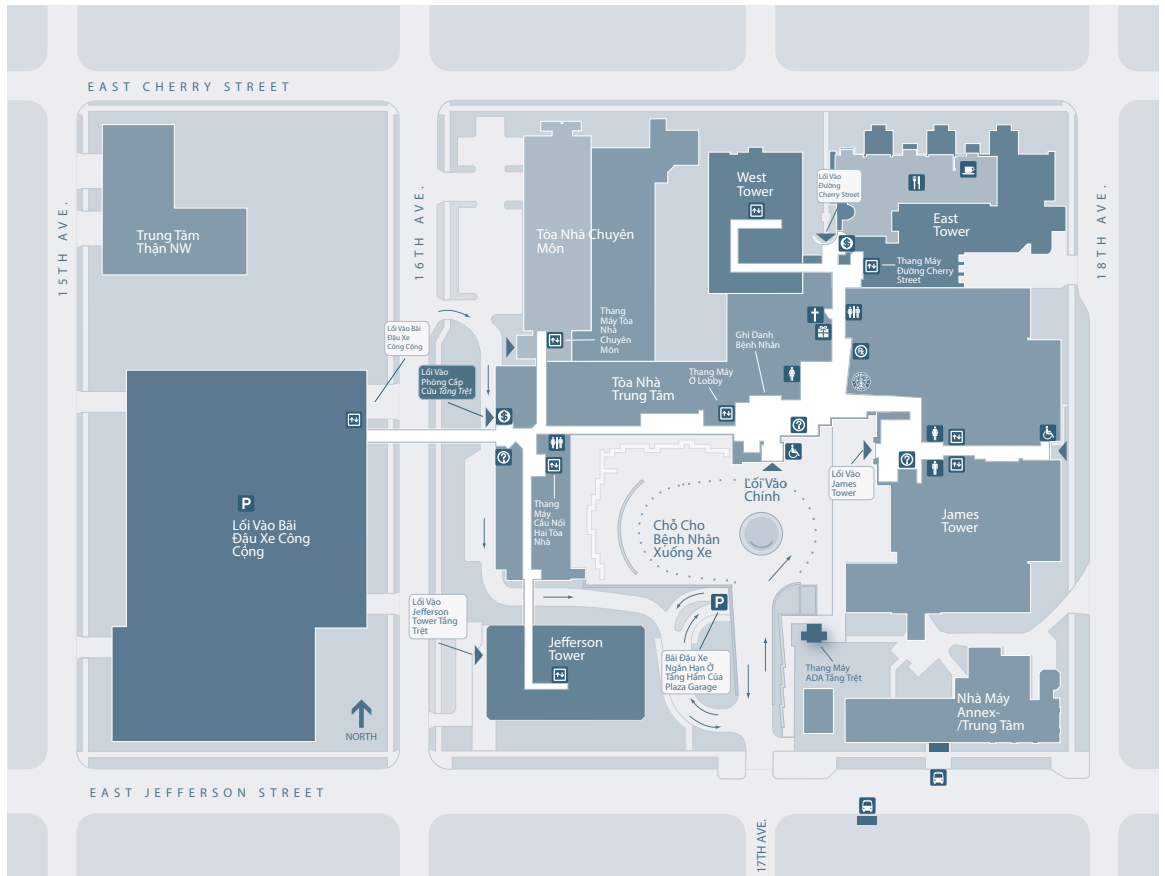 EAST CHERRY STREET
15TH AVE.
16TH AVE.
18TH AVE.
Trung Tâm
Thận NW
Tòa Nhà Chuyên
Môn
West
Tower
Lối Vào
Đường
Cherry Street
East
Tower
Thang Máy
Đường Cherry
Street
Thang
Máy Tòa
Nhà
Chuyên
Môn
Lối Vào Bãi
Đậu Xe
Công Cộng
Lối Vào
Phòng Cấp
Cứu Tầng Trệt
Tòa Nhà
Trung Tâm
Thang Máy
Ở Lobby
Ghi Danh
Bệnh Nhân
P
Lối Vào Bãi
Đậu Xe Công
Cộng
Thang
Máy
Cầu Nối
Hai Tòa
Nhà
Lối Vào
Chính
Chỗ Cho
Bệnh Nhân
Xuống Xe
Lối Vào
James
Tower
James
Tower
Lối Vào
Jefferson
Tower Tầng
Trệt
Jefferson
Tower
P
Bãi Đậu Xe
Ngắn Hạn Ở
Tầng Hầm Của
Plaza Garage
Thang Máy
ADA Tầng Trệt
Nhà Máy
Annex-
/Trung Tâm
NORTH
EAST JEFFERSON STREET
17TH AVE.